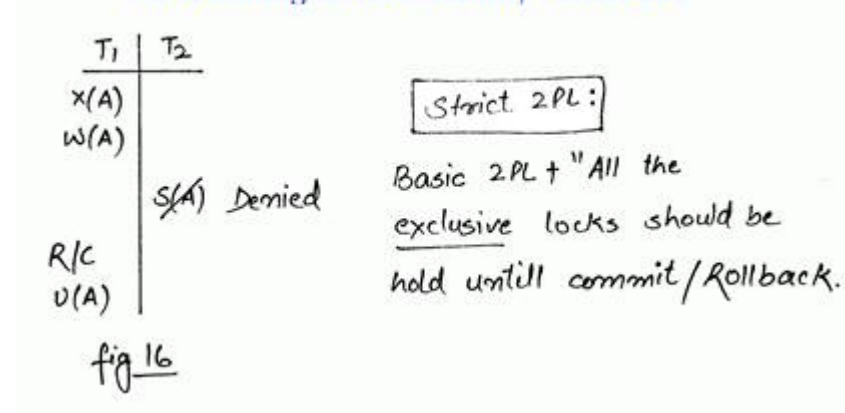 T1 T2
X(A)
W(A)
S(A) Denied
R/C
U(A)
fig 16
Strict 2PL:
Basic 2PL + "All the
exclusive locks should be
hold untill commit/Rollback.